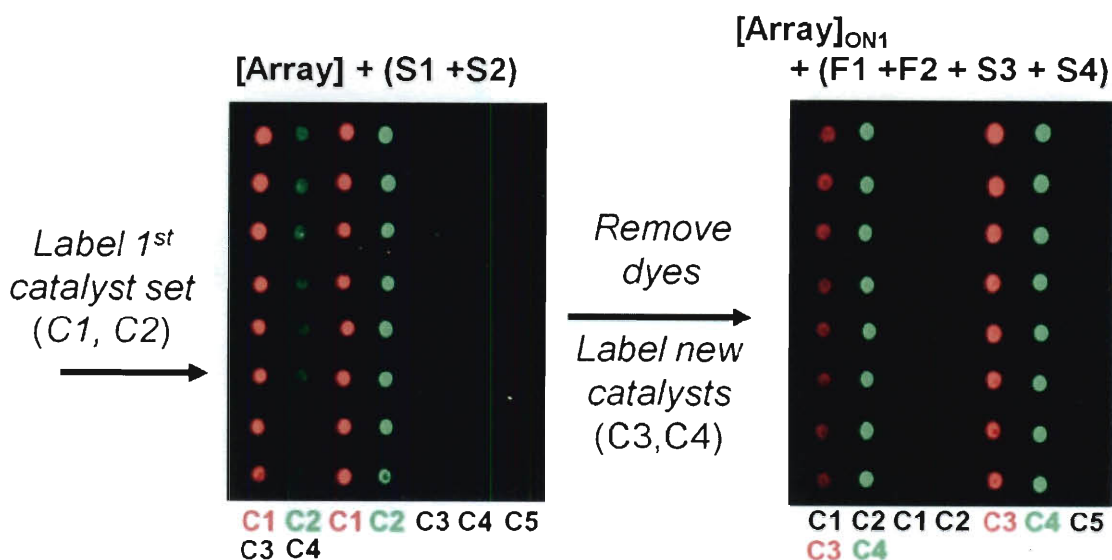 [Array] + (S1 +S2)
[Array]ON1
+ (F1 +F2 + S3 + S4)
Label 1st
catalyst set
(C1, C2)
Remove
dyes
Label new
catalysts
(C3,C4)
C1 C2 C1 C2 C3 C4 C5
C3 C4
C1 C2 C1 C2 C3 C4 C5
C3 C4